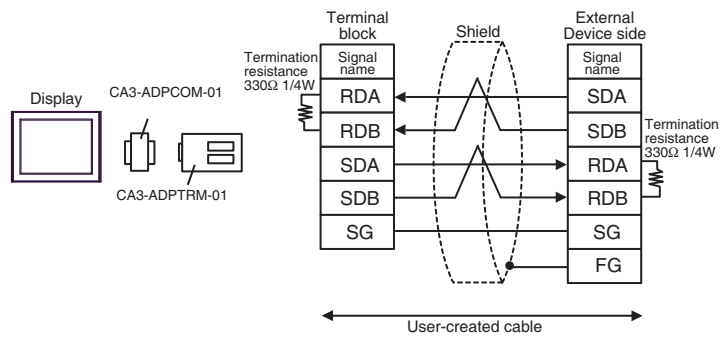 Terminal
block
Shield
External
Device side
Termination
resistance
330Ω 1/4W
Signal
name
Signal
name
Display
CA3-ADPCOM-01
RDA
SDA
RDB
SDB
Termination
resistance
330Ω 1/4W
SDA
RDA
CA3-ADPTRM-01
SDB
RDB
SG
SG
FG
User-created cable